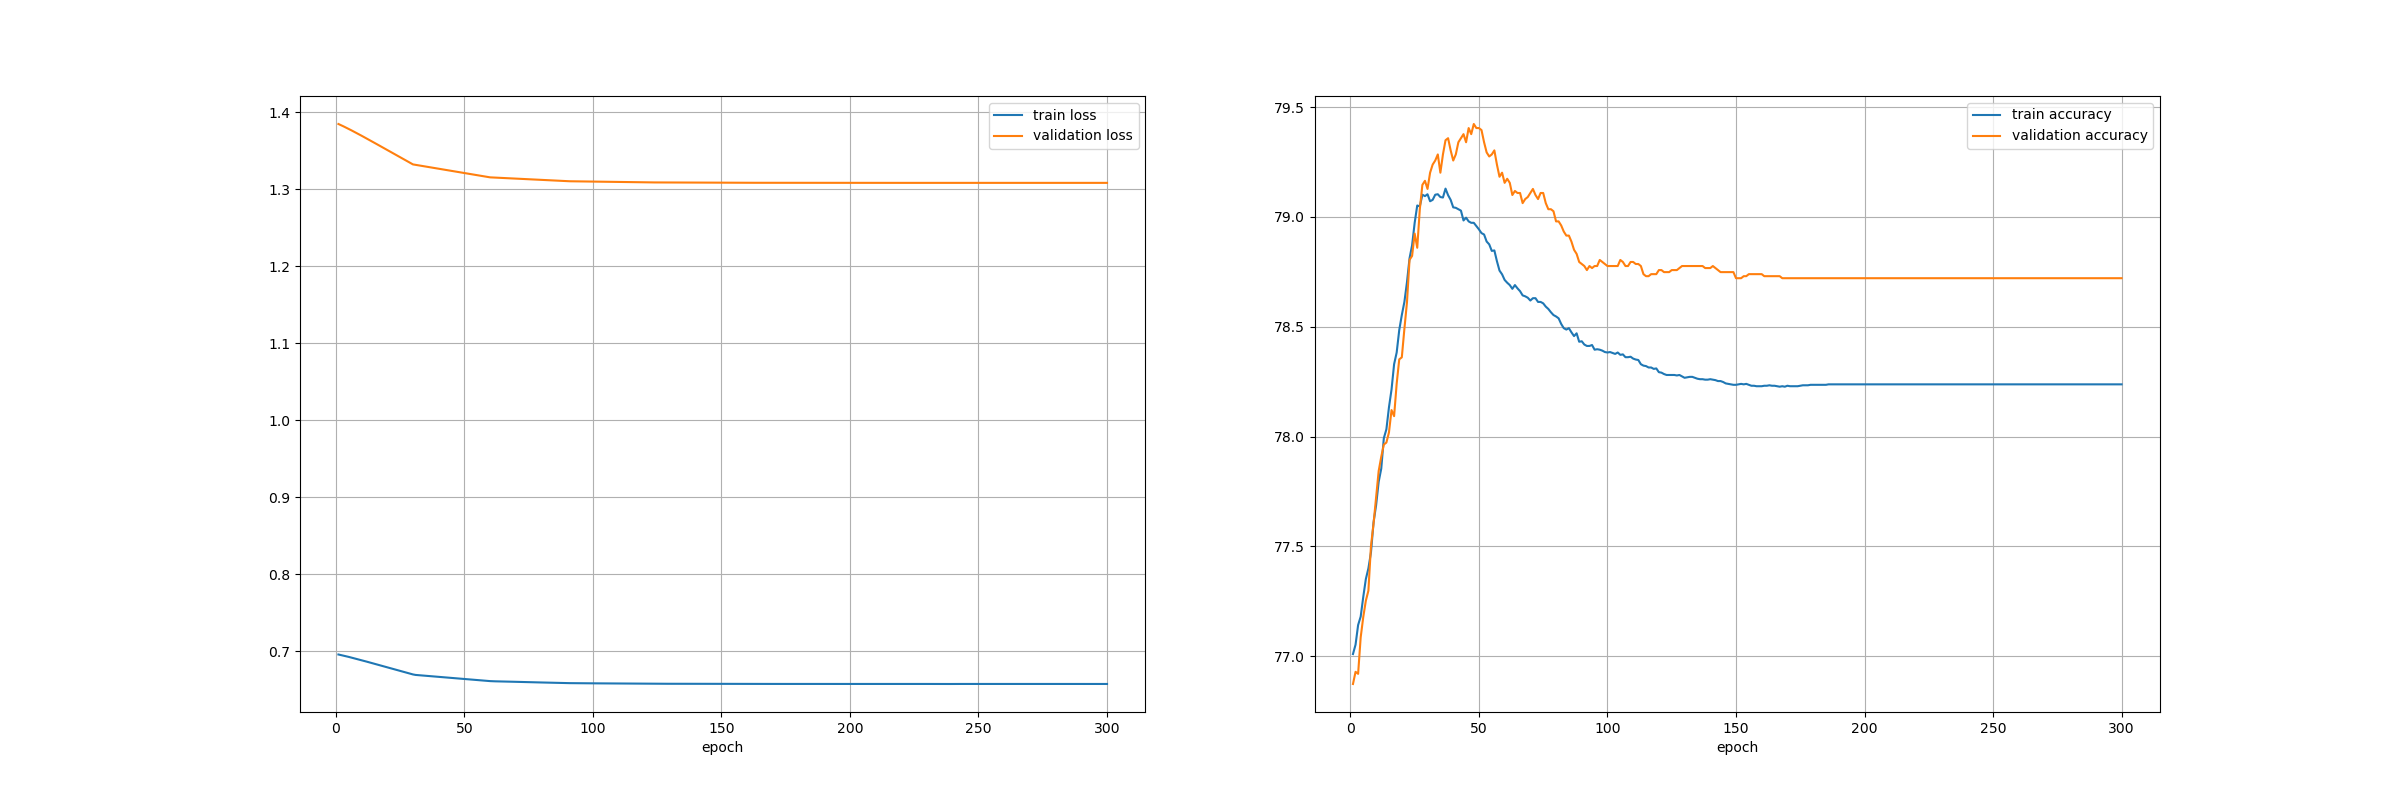 1.4
1.3
1.2
1.1
1.0
0.9
0.8
0.7
0 50 100 150 200 250 300
epoch
train loss
validation loss
79.5
79.0
78.5
78.0
77.5
77.0
0 50 100 150 200 250 300
epoch
train accuracy
validation accuracy